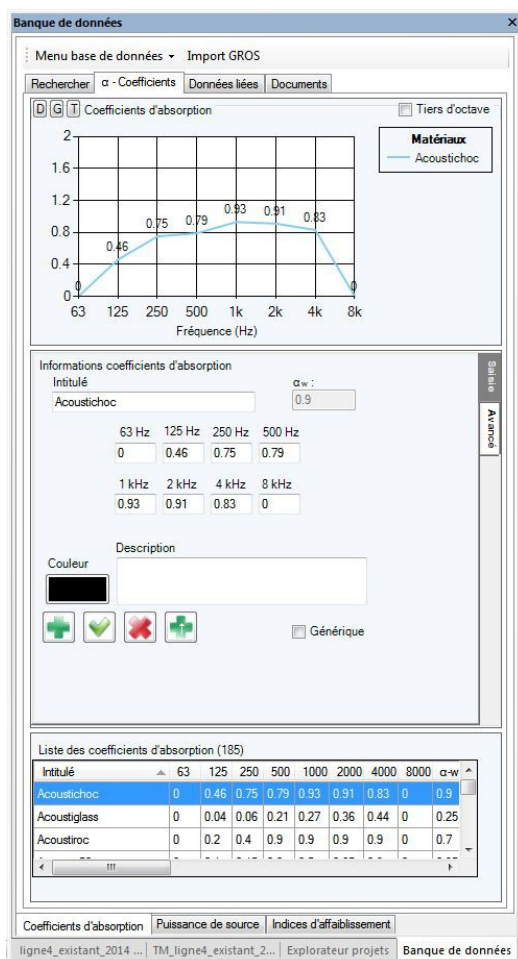 Banque de données
Menu base de données Import GROS
Rechercher α - Coefficients Données liées Documents
D G T Coefficients d'absorption Tiers d'octave
Matériaux
Acoustichoc
2
1.6
1.2
0.8
0.4
0
0 0.46 0.75 0.79 0.93 0.91 0.83 0
63 125 250 500 1k 2k 4k 8k
Fréquence (Hz)
Informations coefficients d'absorption
Intitulé αw :
Acoustichoc 0.9
63 Hz 125 Hz 250 Hz 500 Hz
0 0.46 0.75 0.79
1 kHz 2 kHz 4 kHz 8 kHz
0.93 0.91 0.83 0
Saisie
Avancé
Description
Couleur
Générique
Liste des coefficients d'absorption (185)
Intitulé 63 125 250 500 1000 2000 4000 8000 α-w
Acoustichoc 0 0.46 0.75 0.79 0.93 0.91 0.83 0 0.9
Acoustiglass 0 0.04 0.06 0.21 0.27 0.36 0.44 0 0.25
Acoustiroc 0 0.2 0.4 0.9 0.9 0.9 0.9 0 0.7
Coefficients d'absorption Puissance de source Indices d'affaiblissement
ligne4_existant_2014 ... TM_ligne4_existant_2... Explorateur projets Banque de données